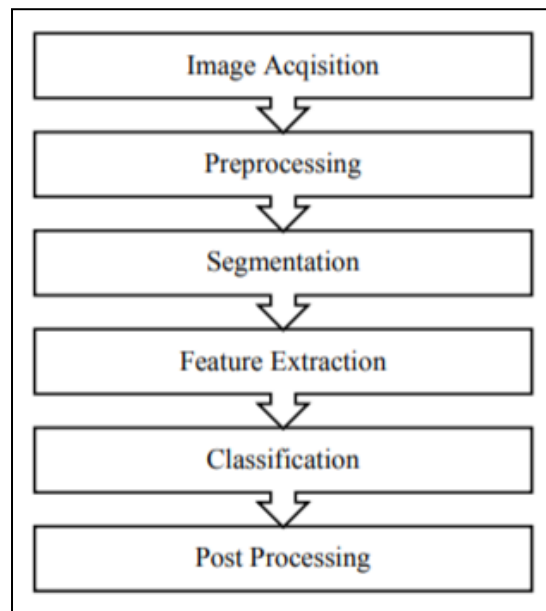 Image Acqisition
Preprocessing
Segmentation
Feature Extraction
Classification
Post Processing